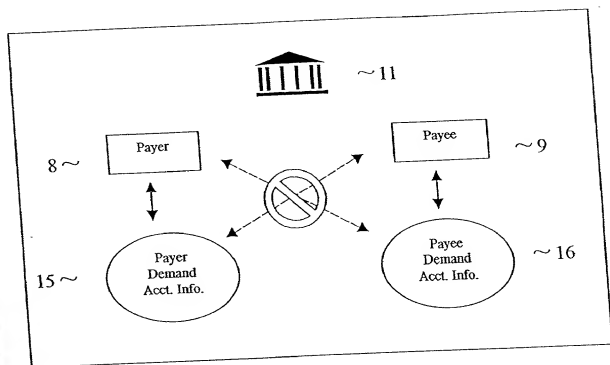 ~ 11
Payer
8 ~
Payee
~ 9
Payer
Demand
Acct. Info.
15 ~
Payee
Demand
Acct. Info.
~ 16